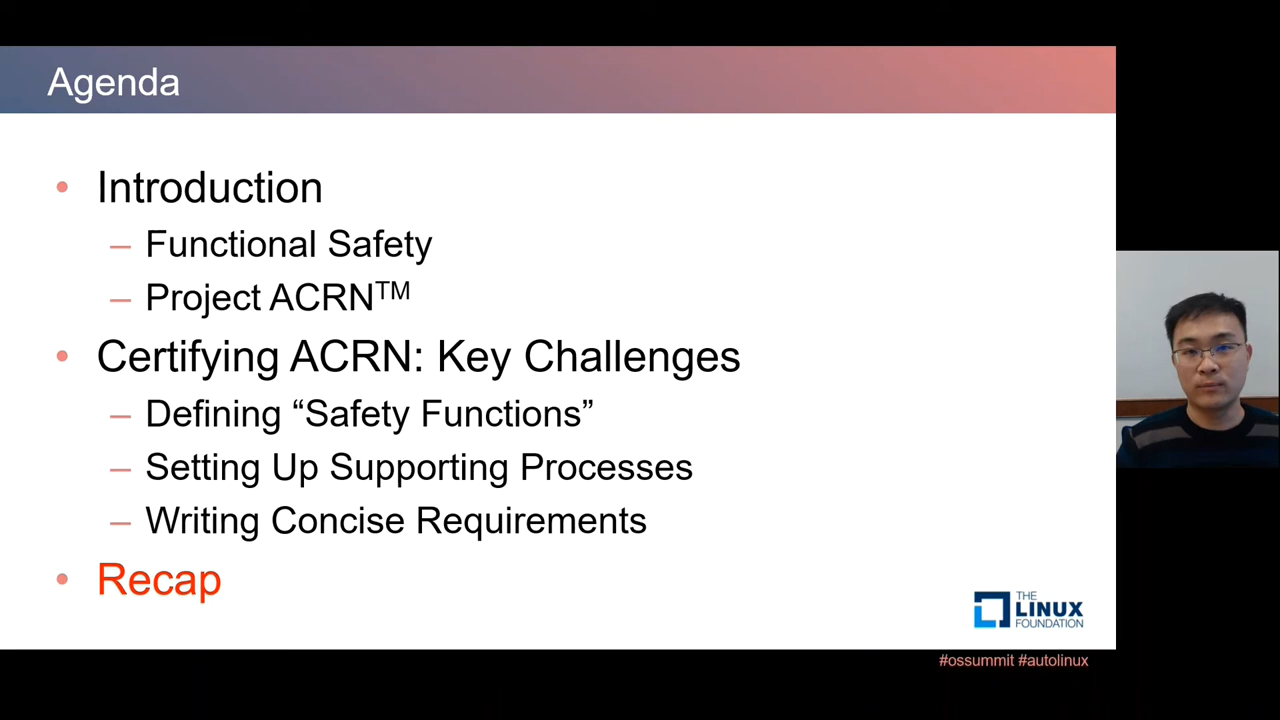 Agenda
• Introduction
– Functional Safety
– Project ACRN™
• Certifying ACRN: Key Challenges
– Defining “Safety Functions”
– Setting Up Supporting Processes
– Writing Concise Requirements
• Recap
THE
LINUX
FOUNDATION
#ossummit #autolinux